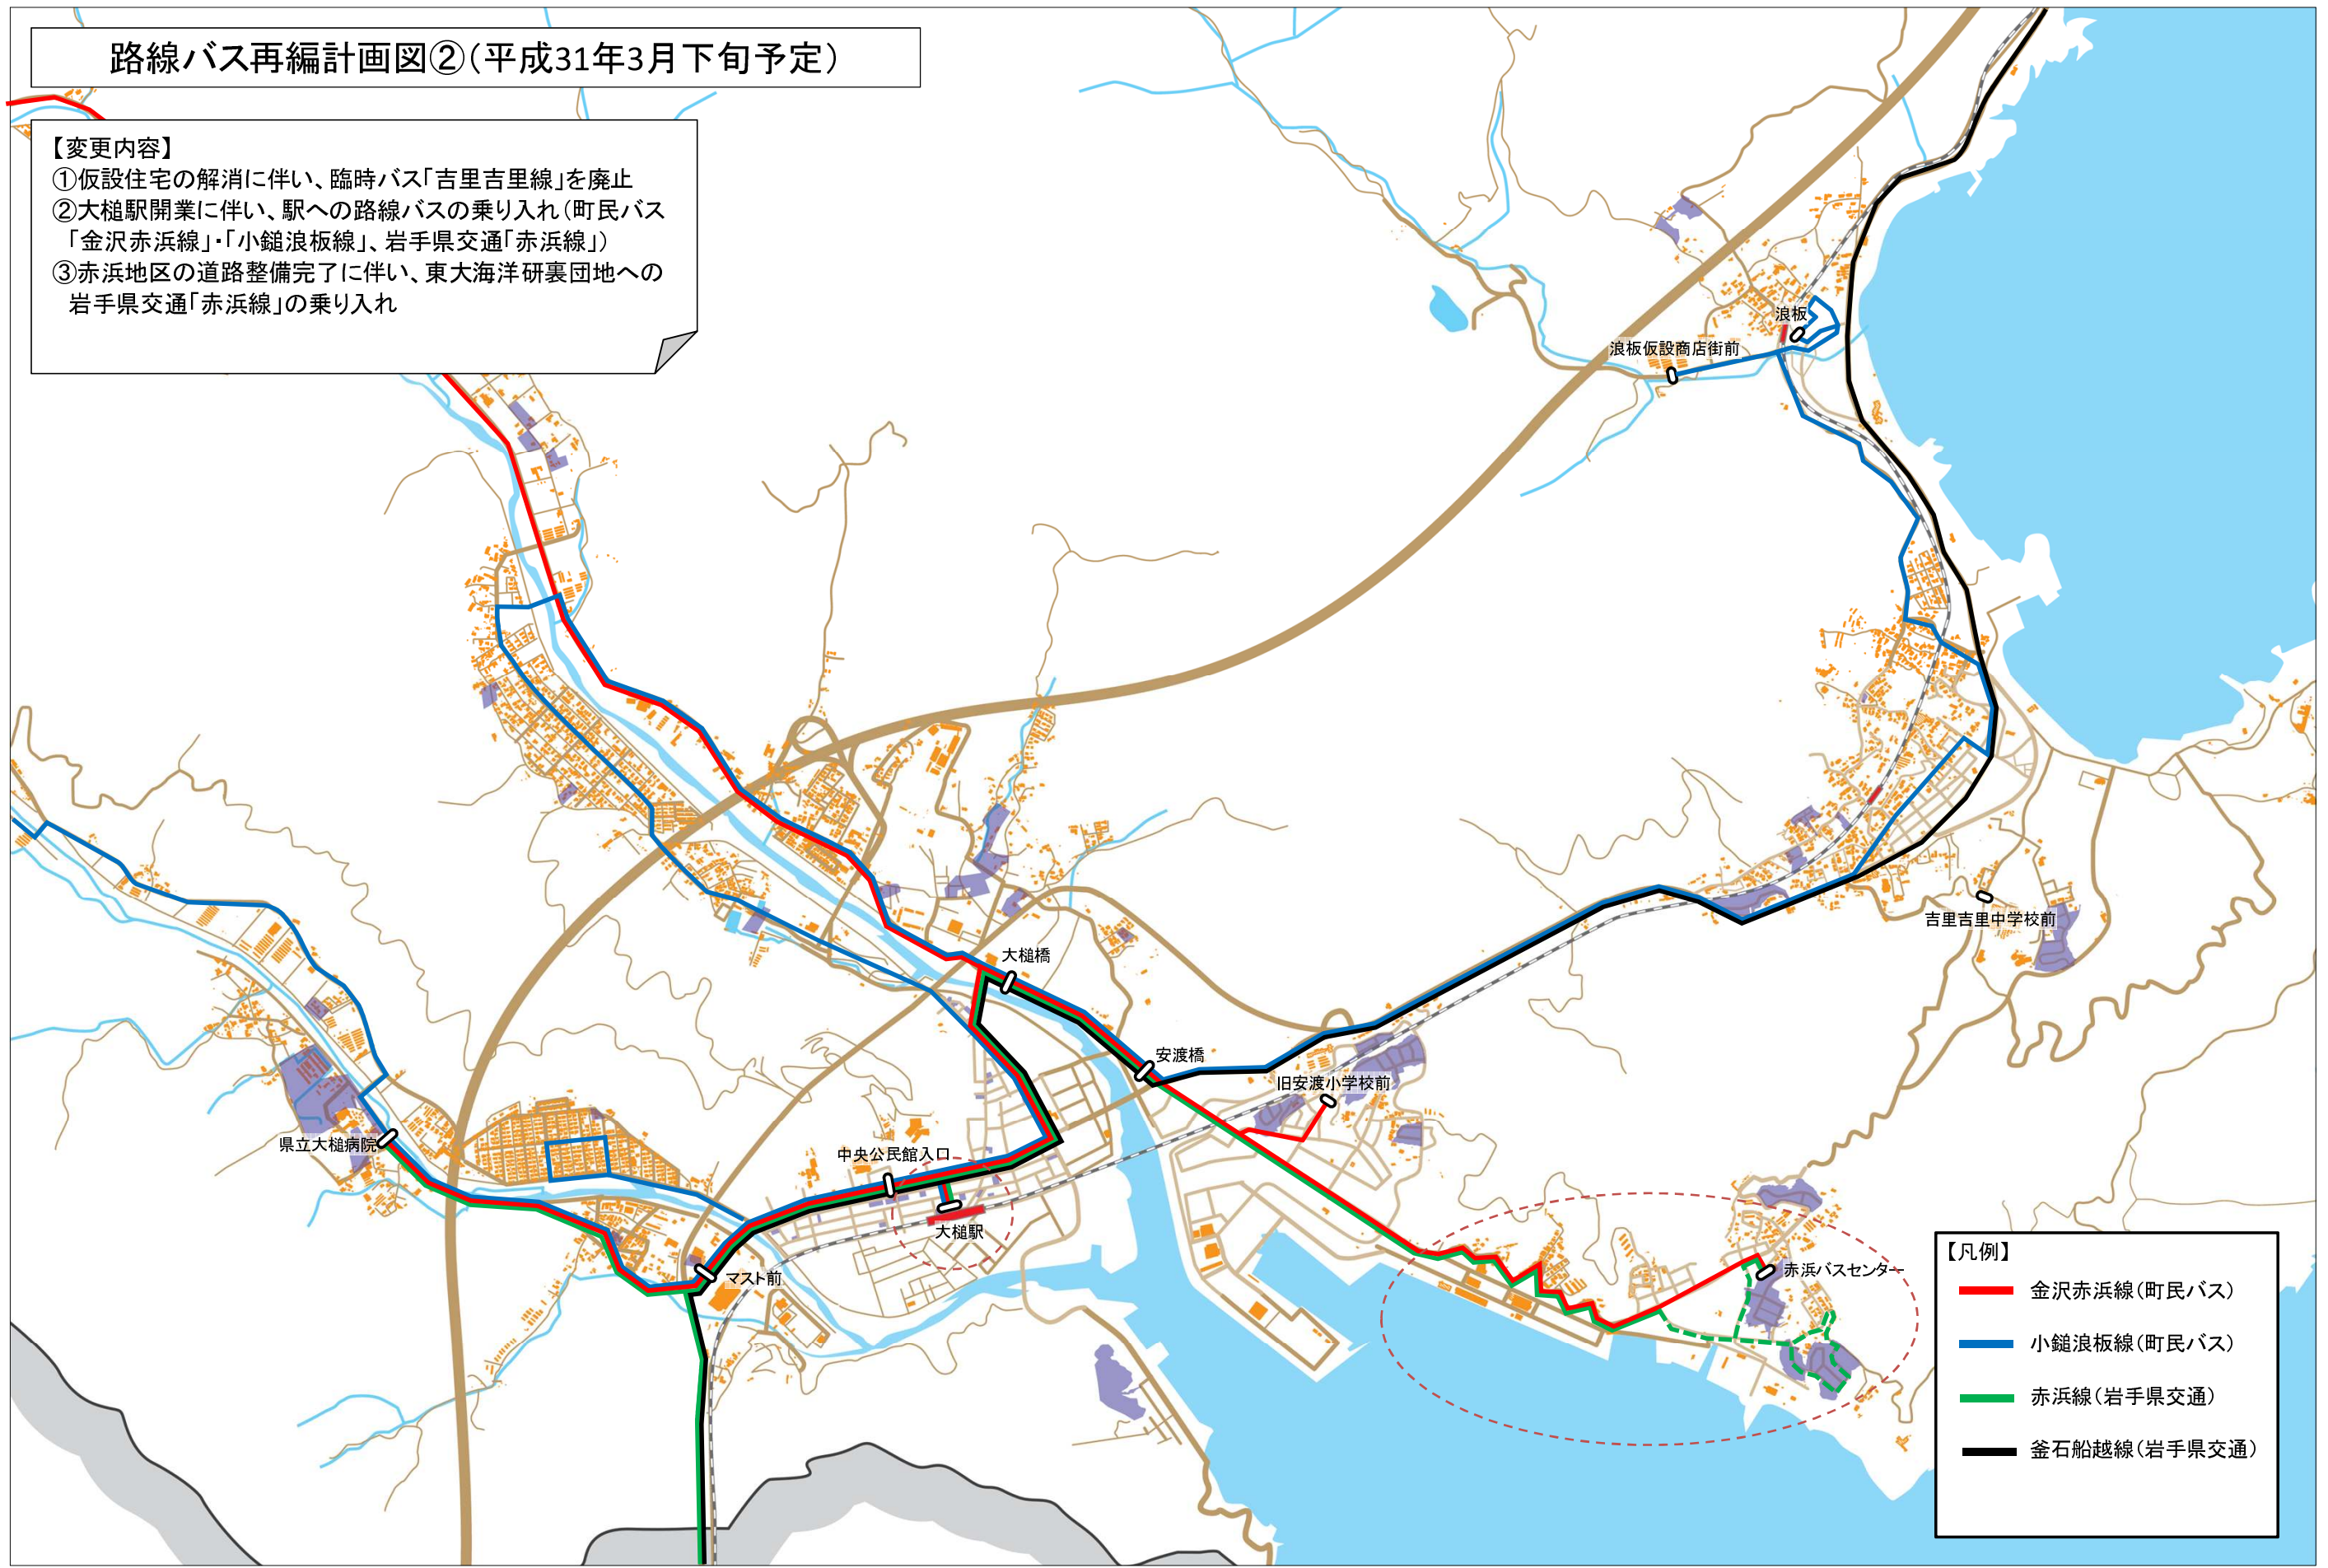 路線バス再編計画図②(平成31年3月下旬予定)
【変更内容】
①仮設住宅の解消に伴い、臨時バス「吉里吉里線」を廃止
②大槌駅開業に伴い、駅への路線バスの乗り入れ(町民バス
「金沢赤浜線」・「小鎚浪板線」、岩手県交通「赤浜線」)
③赤浜地区の道路整備完了に伴い、東大海洋研裏団地への
岩手県交通「赤浜線」の乗り入れ
浪板
浪板仮設商店街前
吉里吉里中学校前
大槌橋
安渡橋
旧安渡小学校前
県立大槌病院
中央公民館入口
大槌駅
マスト前
赤浜バスセンター
【凡例】
金沢赤浜線(町民バス)
小鎚浪板線(町民バス)
赤浜線(岩手県交通)
釜石船越線(岩手県交通)